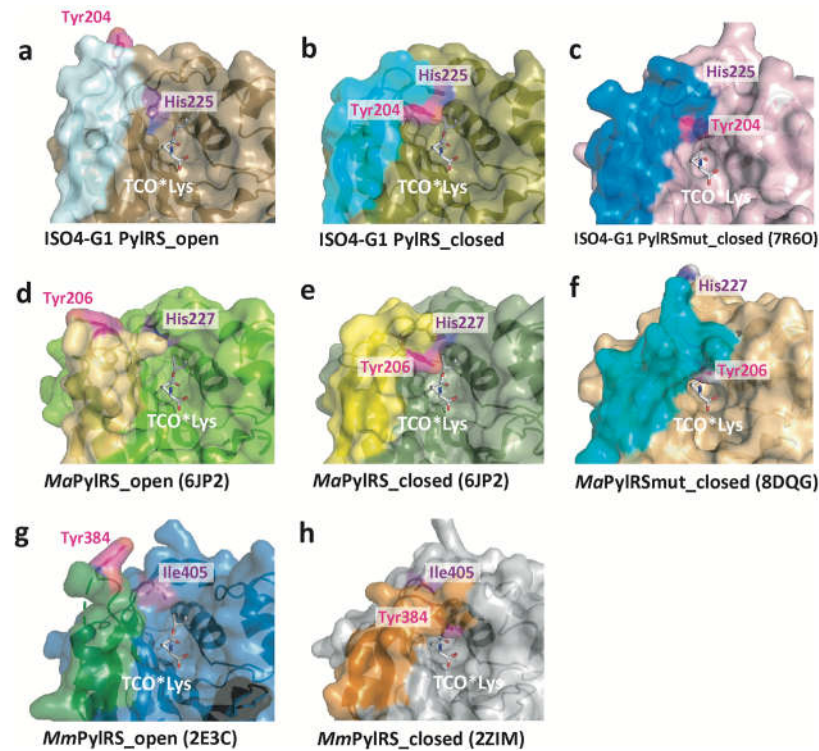 Tyr204
a
His225
TCO*Lys
ISO4-G1 PylRS_open
b
His225
Tyr204
TCO*Lys
ISO4-G1 PylRS_closed
c
His225
Tyr204
TCO*Lys
ISO4-G1 PylRSmut_closed (7R6O)
d
Tyr206
His227
TCO*Lys
MaPylRS_open (6JP2)
e
His227
Tyr206
TCO*Lys
MaPylRS_closed (6JP2)
f
His227
Tyr206
TCO*Lys
MaPylRSmut_closed (8DQG)
g
Tyr384
Ile405
TCO*Lys
MmPylRS_open (2E3C)
h
Ile405
Tyr384
TCO*Lys
MmPylRS_closed (2ZIM)